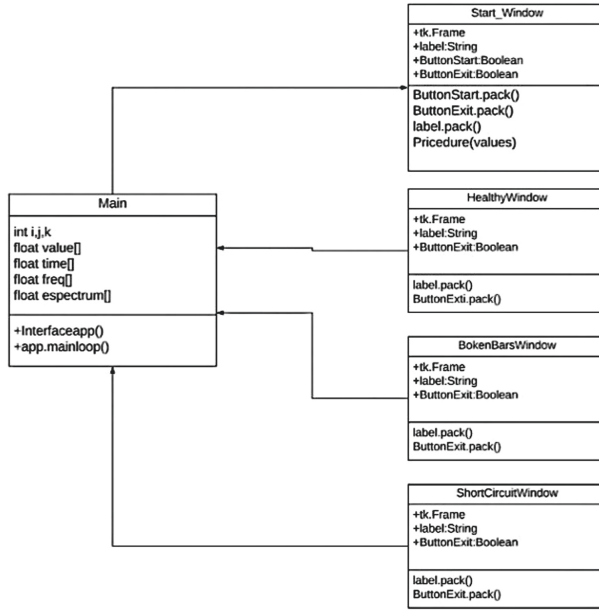 Start_Window
+tk.Frame
+label:String
+ButtonStart:Boolean
+ButtonExit:Boolean
ButtonStart.pack()
ButtonExit.pack()
label.pack()
Pricedure(values)
Main
int i,j,k
float value[]
float time[]
float freq[]
float espectrum[]
+Interfaceapp()
+app.mainloop()
HealthyWindow
+tk.Frame
+label:String
+ButtonExit:Boolean
label.pack()
ButtonExti.pack()
BokenBarsWindow
+tk.Frame
+label:String
+ButtonExit:Boolean
label.pack()
ButtonExit.pack()
ShortCircuitWindow
+tk.Frame
+label:String
+ButtonExit:Boolean
label.pack()
ButtonExit.pack()